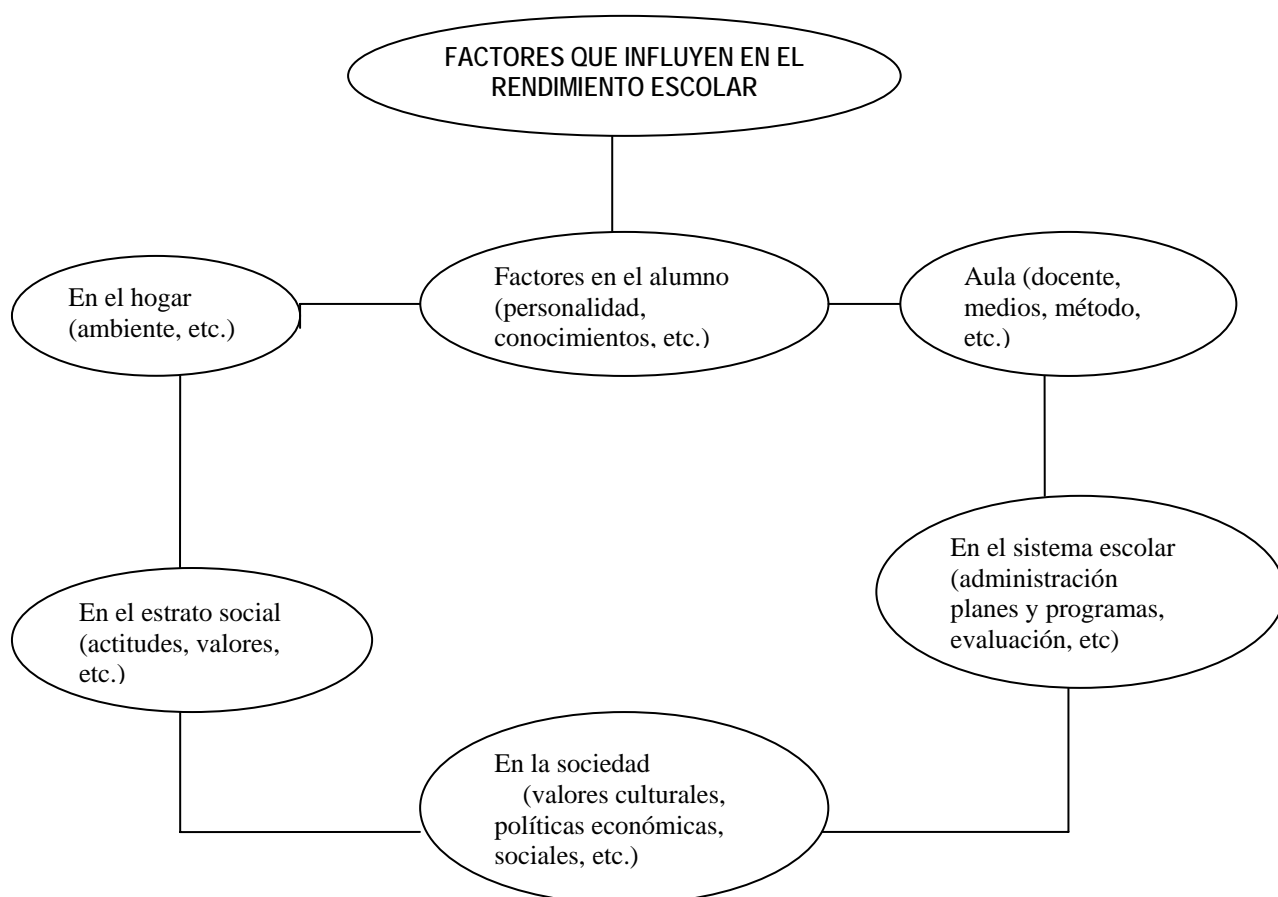 FACTORES QUE INFLUYEN EN EL
RENDIMIENTO ESCOLAR
En el hogar
(ambiente, etc.)
Factores en el alumno
(personalidad,
conocimientos, etc.)
Aula (docente,
medios, método,
etc.)
En el estrato social
(actitudes, valores,
etc.)
En el sistema escolar
(administración
planes y programas,
evaluación, etc)
En la sociedad
(valores culturales,
políticas económicas,
sociales, etc.)